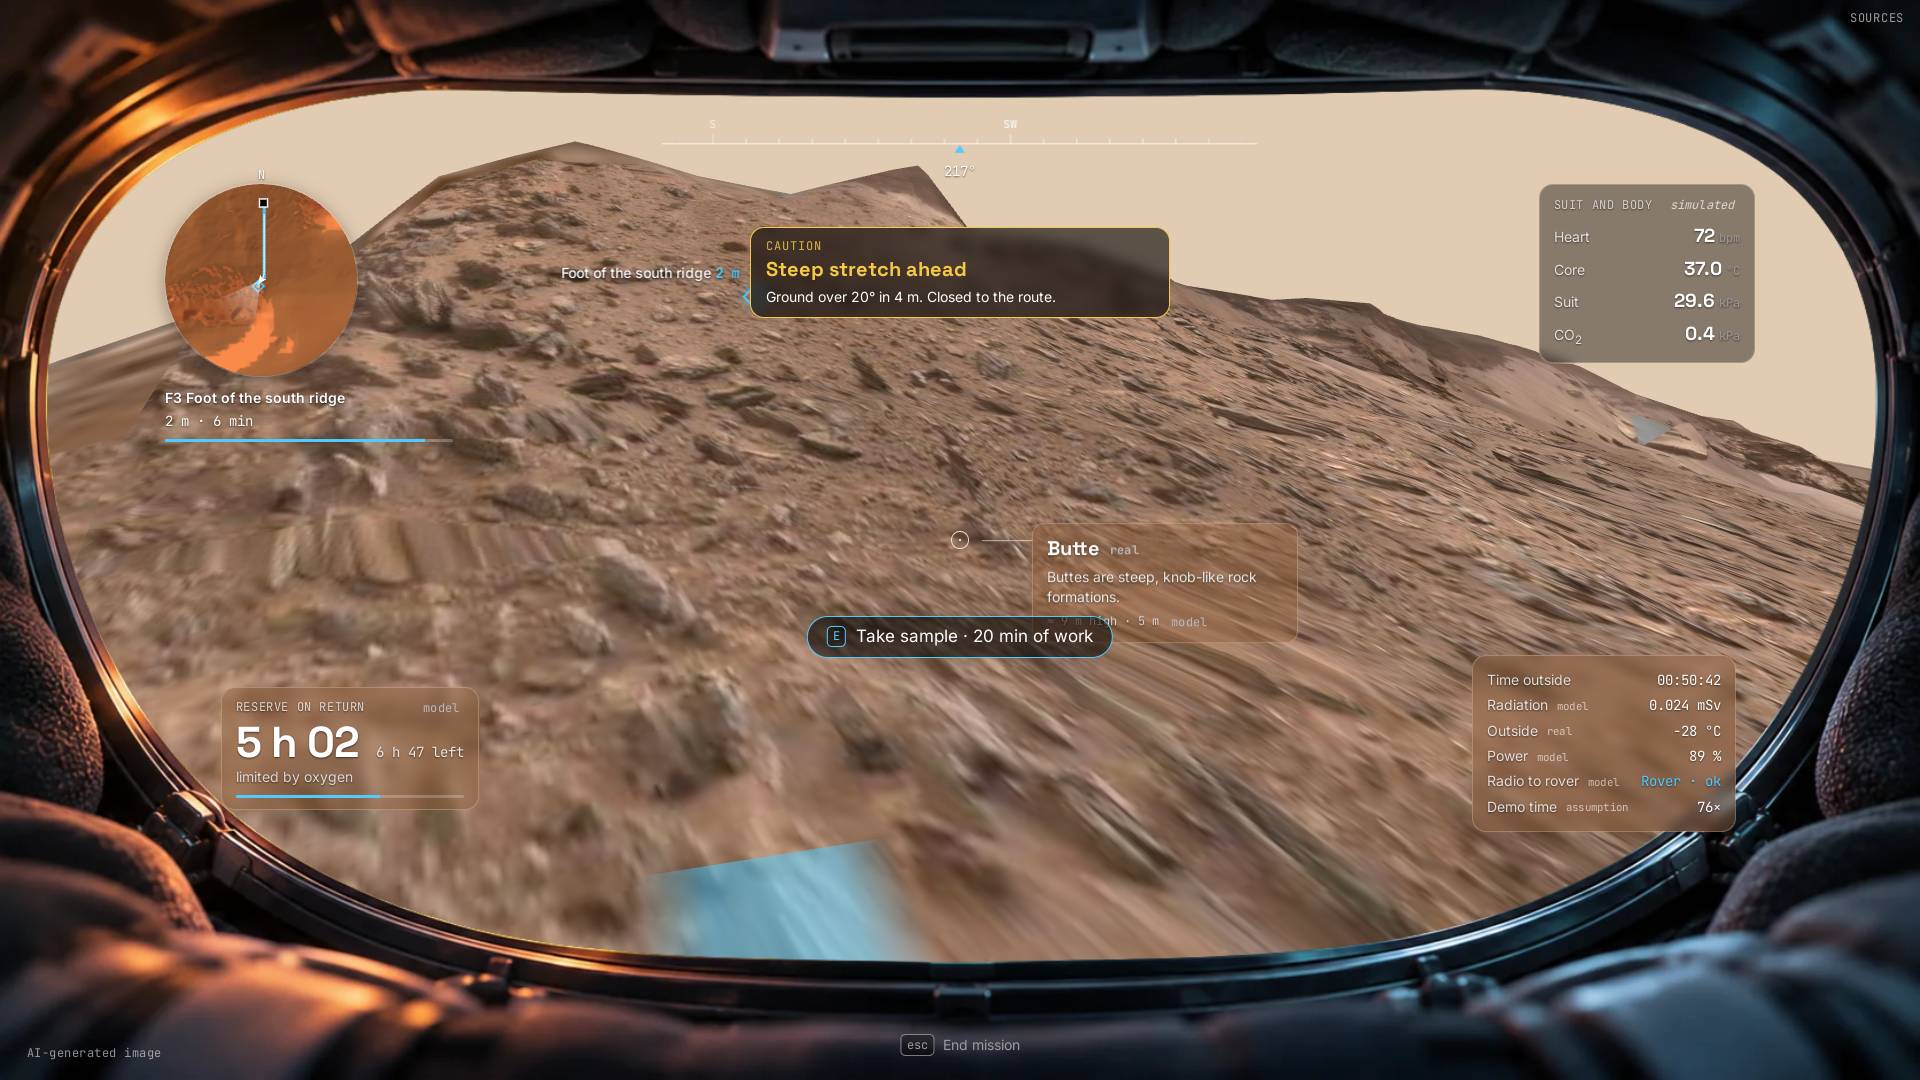 SOURCES
S
SW
217°
N
SUIT AND BODY simulated
Heart 72 bpm
Core 37.0 °C
Suit 29.6 kPa
CO₂ 0.4 kPa
CAUTION
Steep stretch ahead
Ground over 20° in 4 m. Closed to the route.
Foot of the south ridge 2 m
F3 Foot of the south ridge
2 m · 6 min
Butte real
Buttes are steep, knob-like rock
formations.
9 m high · 5 m model
E Take sample · 20 min of work
RESERVE ON RETURN model
5 h 02 6 h 47 left
limited by oxygen
Time outside 00:50:42
Radiation model 0.024 mSv
Outside real -28 °C
Power model 89 %
Radio to rover model Rover · ok
Demo time assumption 76×
esc End mission
AI-generated image